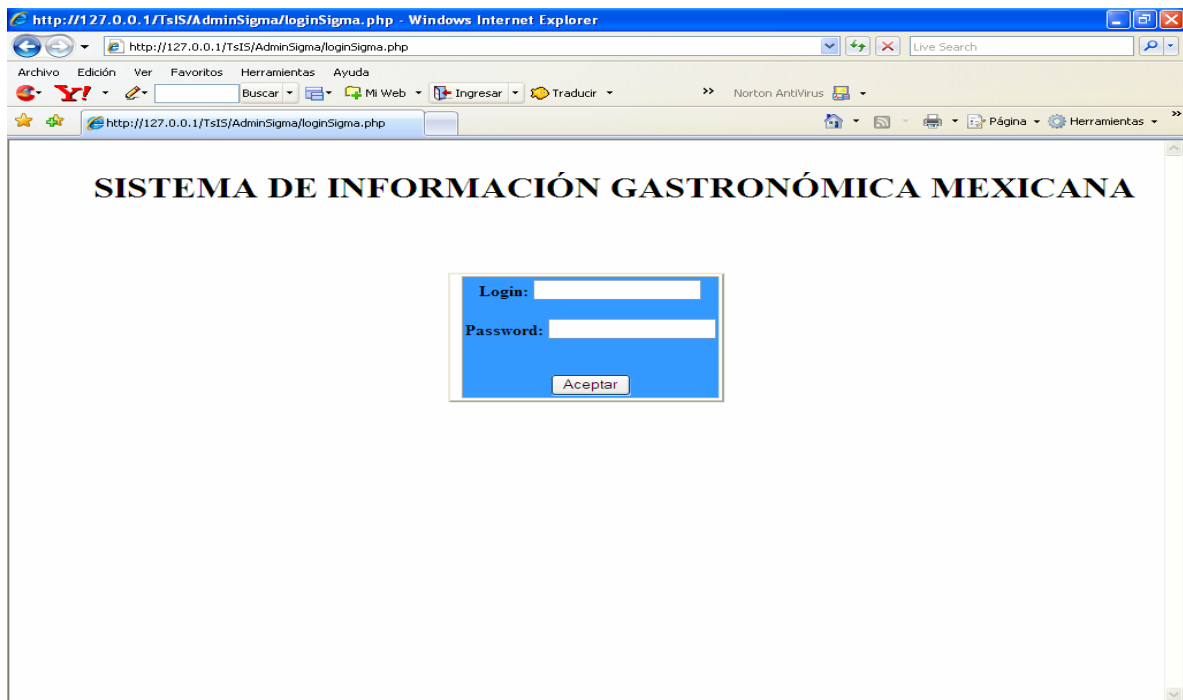 http://127.0.0.1/TsIS/AdminSigma/loginSigma.php - Windows Internet Explorer
http://127.0.0.1/TsIS/AdminSigma/loginSigma.php Live Search
Archivo Edición Ver Favoritos Herramientas Ayuda
Y! Buscar Mi Web Ingresar Traducir >> Norton AntiVirus
http://127.0.0.1/TsIS/AdminSigma/loginSigma.php Página Herramientas >>
SISTEMA DE INFORMACIÓN GASTRONÓMICA MEXICANA
Login:
Password:
Aceptar